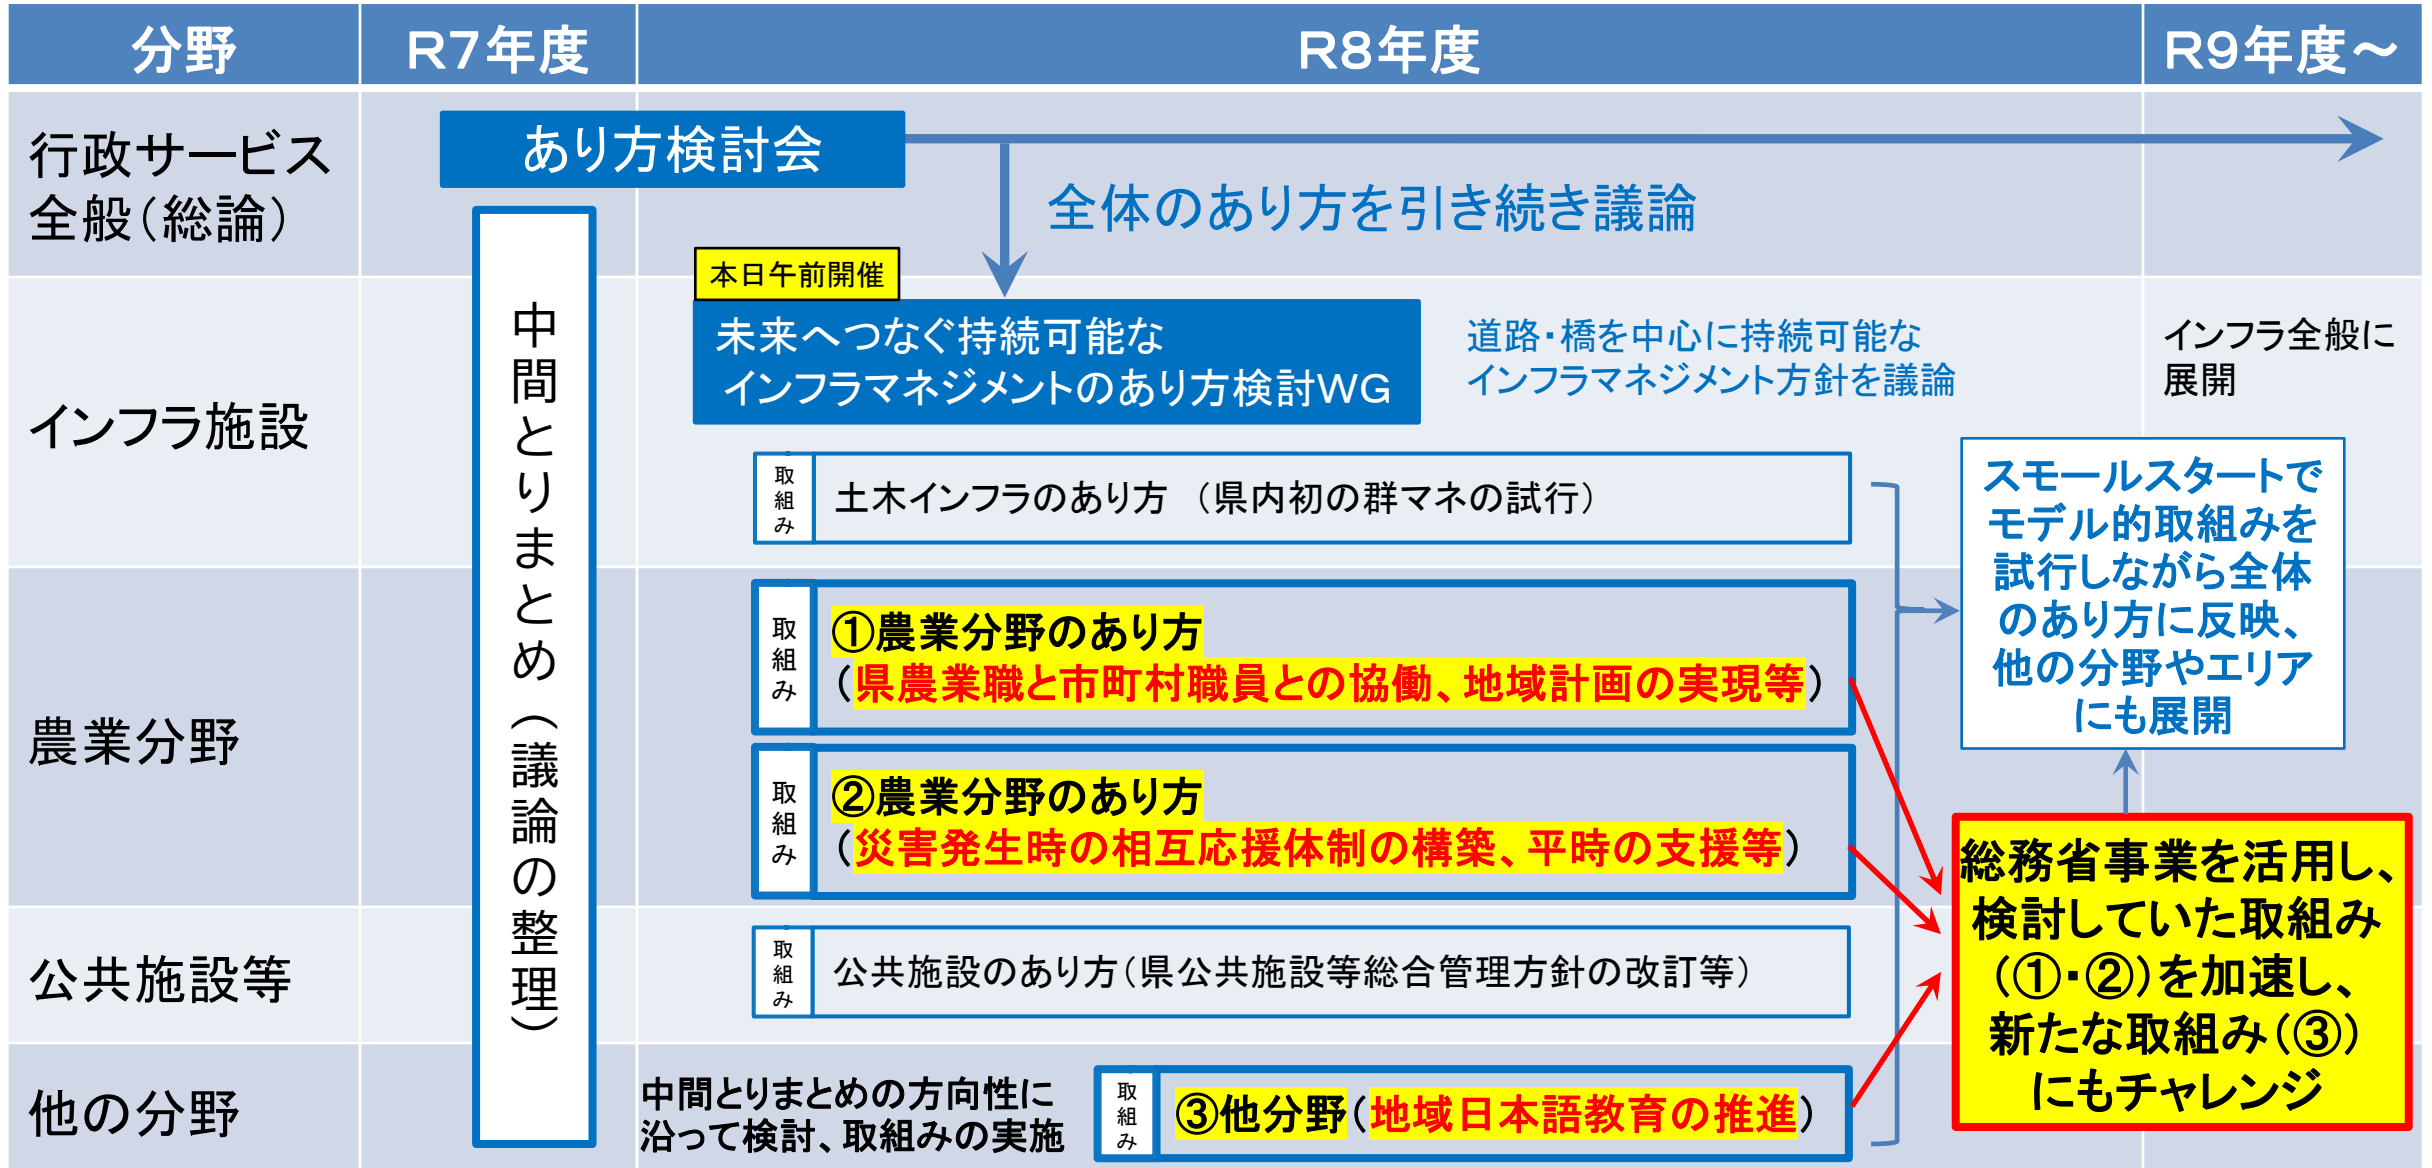 分野
R7年度
R8年度
R9年度～
行政サービス
全般（総論）
あり方検討会
全体のあり方を引き続き議論
中間とりまとめ（議論の整理）
インフラ施設
本日午前開催
未来へつなぐ持続可能な
インフラマネジメントのあり方検討WG
道路・橋を中心に持続可能な
インフラマネジメント方針を議論
インフラ全般に
展開
取組み
土木インフラのあり方　（県内初の群マネの試行）
スモールスタートで
モデル的取組みを
試行しながら全体
のあり方に反映、
他の分野やエリア
にも展開
農業分野
取組み
①農業分野のあり方
（県農業職と市町村職員との協働、地域計画の実現等）
取組み
②農業分野のあり方
（災害発生時の相互応援体制の構築、平時の支援等）
総務省事業を活用し、
検討していた取組み
（①・②）を加速し、
新たな取組み（③）
にもチャレンジ
公共施設等
取組み
公共施設のあり方（県公共施設等総合管理方針の改訂等）
他の分野
中間とりまとめの方向性に
沿って検討、取組みの実施
取組み
③他分野（地域日本語教育の推進）